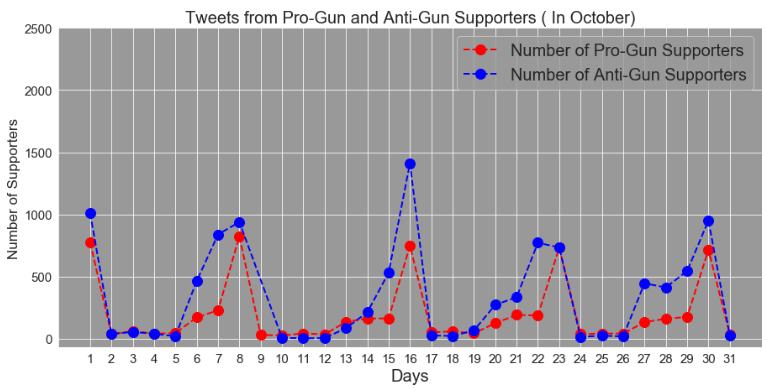 Tweets from Pro-Gun and Anti-Gun Supporters ( In October)
Number of Pro-Gun Supporters
Number of Anti-Gun Supporters
Number of Supporters
2500
2000
1500
1000
500
0
1 2 3 4 5 6 7 8 9 10 11 12 13 14 15 16 17 18 19 20 21 22 23 24 25 26 27 28 29 30 31
Days